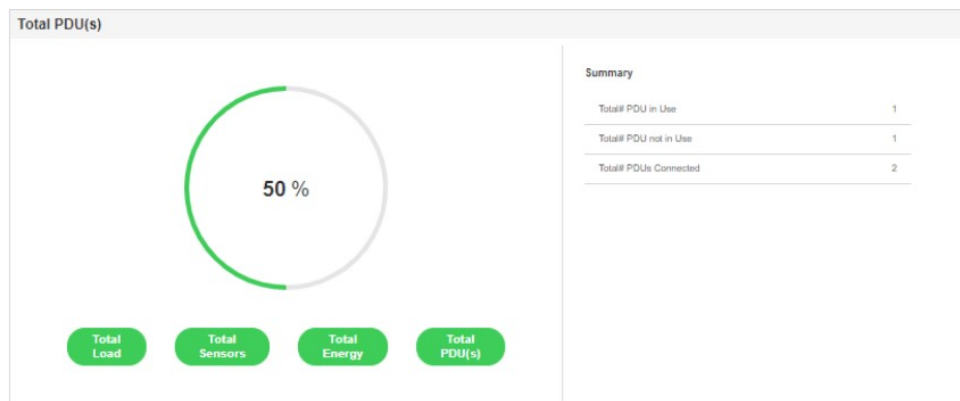 Total PDU(s)
50 %
Total
Load
Total
Sensors
Total
Energy
Total
PDU(s)
Summary
Total# PDU in Use 1
Total# PDU not in Use 1
Total# PDUs Connected 2